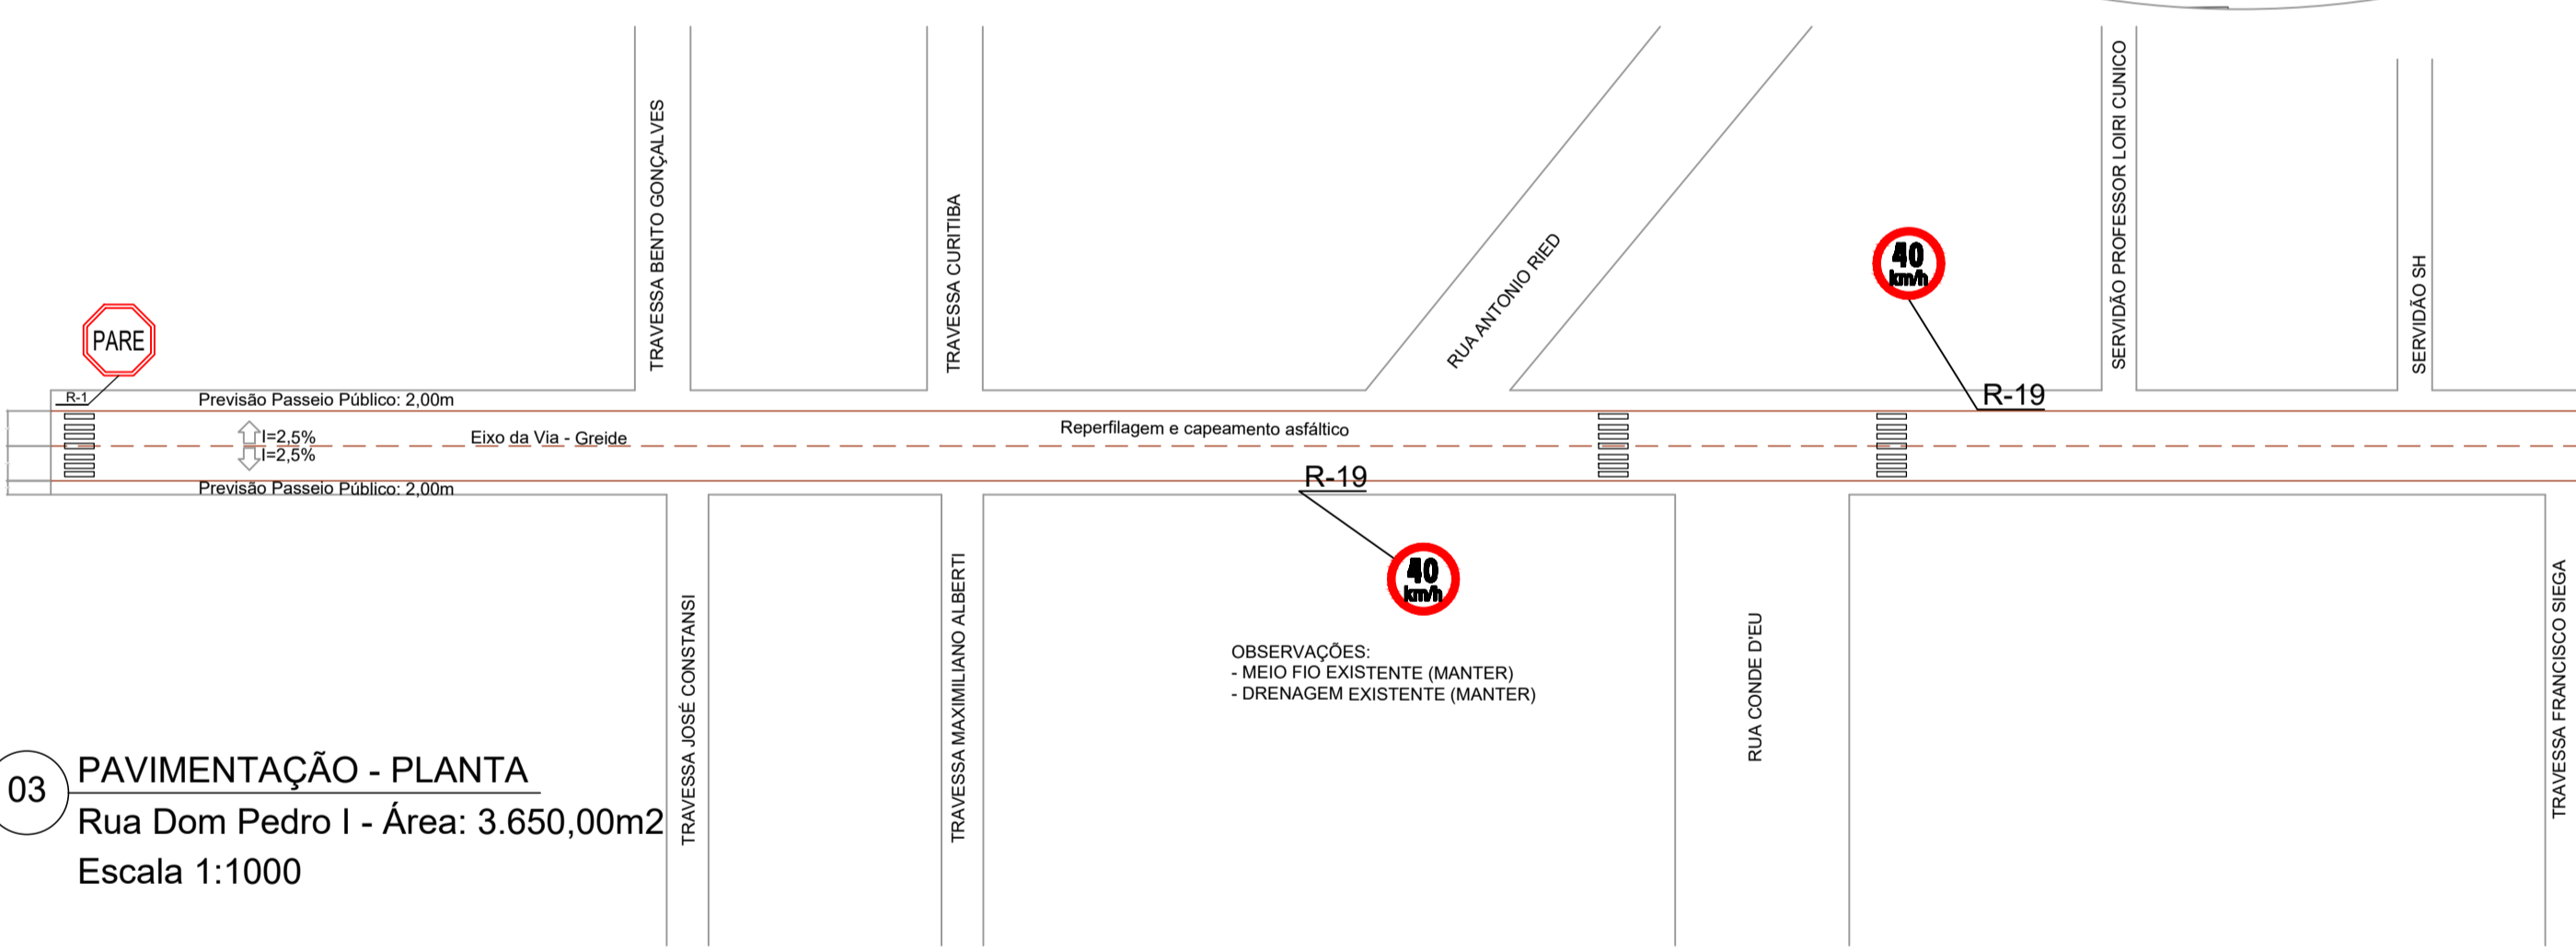 TRAVESSA BENTO GONÇALVES
TRAVESSA CURITIBA
RUA ANTONIO RIED
SERVIDÃO PROFESSOR LOIRI CUNICO
SERVIDÃO SH
40
km/h
PARE
R-1
R-19
Previsão Passeio Público: 2,00m
I=2,5%
I=2,5%
Eixo da Via - Greide
Reperfilagem e capeamento asfáltico
Previsão Passeio Público: 2,00m
R-19
40
km/h
TRAVESSA JOSÉ CONSTANSI
TRAVESSA MAXIMILIANO ALBERTI
RUA CONDE D'EU
TRAVESSA FRANCISCO SIEGA
OBSERVAÇÕES:
- MEIO FIO EXISTENTE (MANTER)
- DRENAGEM EXISTENTE (MANTER)
03
PAVIMENTAÇÃO - PLANTA
Rua Dom Pedro I - Área: 3.650,00m2
Escala 1:1000